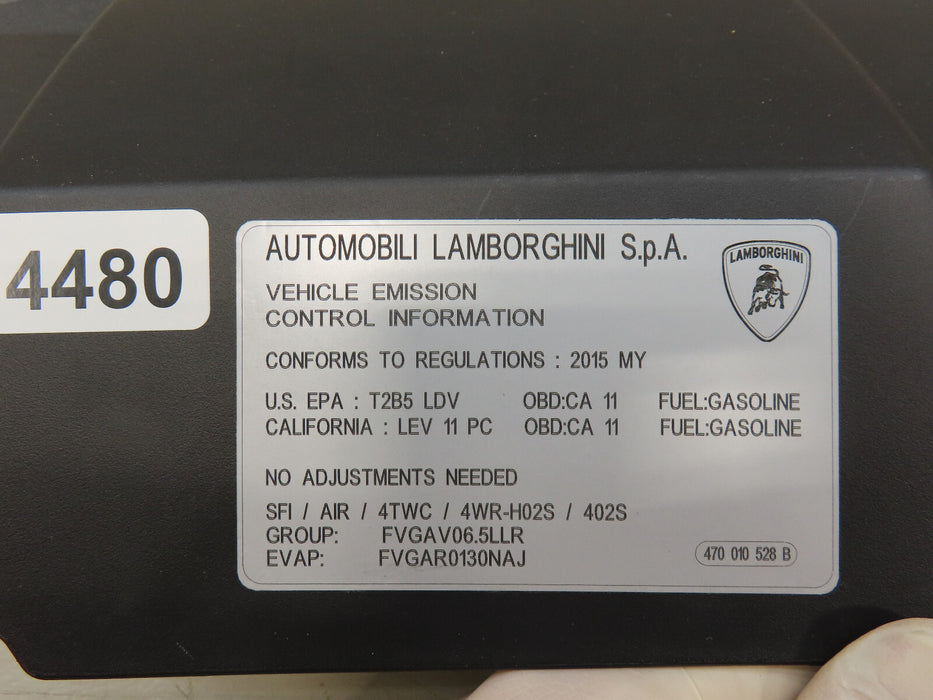 4480
AUTOMOBILI LAMBORGHINI S.p.A.
LAMBORGHINI
VEHICLE EMISSION
CONTROL INFORMATION
CONFORMS TO REGULATIONS : 2015 MY
U.S. EPA : T2B5 LDV OBD:CA 11 FUEL:GASOLINE
CALIFORNIA : LEV 11 PC OBD:CA 11 FUEL:GASOLINE
NO ADJUSTMENTS NEEDED
SFI / AIR / 4TWC / 4WR-H02S / 402S
GROUP: FVGAV06.5LLR
EVAP: FVGAR0130NAJ
470 010 528 B